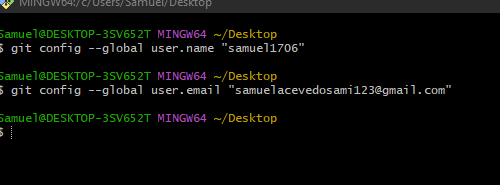 MINGW64:/c/Users/Samuel/Desktop
Samuel@DESKTOP-3SV652T MINGW64 ~/Desktop
$ git config --global user.name "samuel1706"
Samuel@DESKTOP-3SV652T MINGW64 ~/Desktop
$ git config --global user.email "samuelacevedosami123@gmail.com"
Samuel@DESKTOP-3SV652T MINGW64 ~/Desktop
$